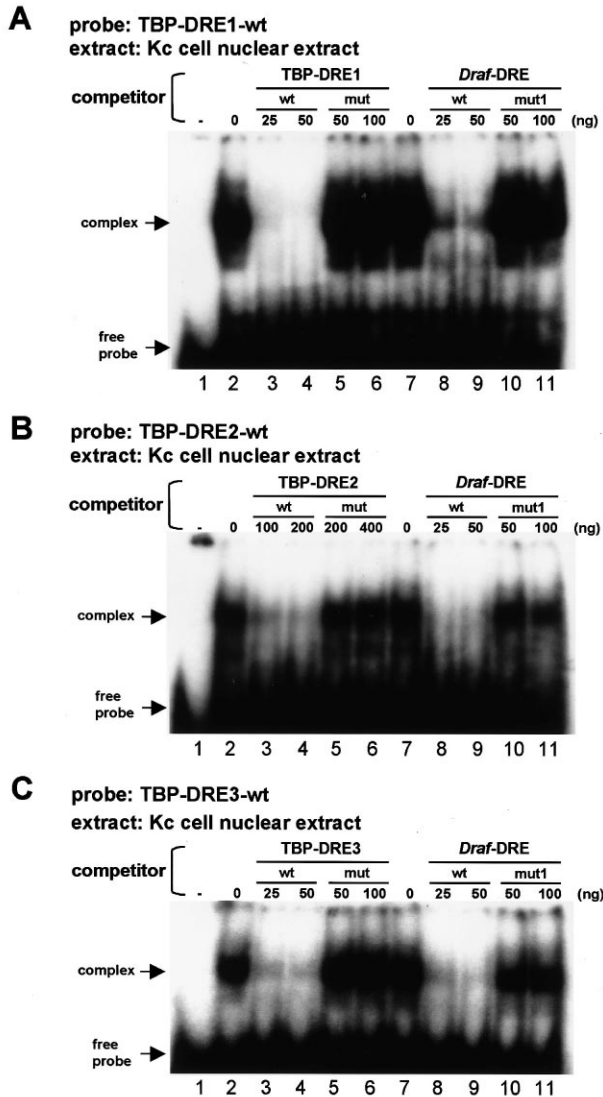 A
probe: TBP-DRE1-wt
extract: Kc cell nuclear extract
TBP-DRE1 Draf-DRE
competitor wt mut wt mut1
- 0 25 50 50 100 0 25 50 50 100 (ng)
complex
free
probe
1 2 3 4 5 6 7 8 9 10 11
B
probe: TBP-DRE2-wt
extract: Kc cell nuclear extract
TBP-DRE2 Draf-DRE
competitor wt mut wt mut1
- 0 100 200 200 400 0 25 50 50 100 (ng)
complex
free
probe
1 2 3 4 5 6 7 8 9 10 11
C
probe: TBP-DRE3-wt
extract: Kc cell nuclear extract
TBP-DRE3 Draf-DRE
competitor wt mut wt mut1
- 0 25 50 50 100 0 25 50 50 100 (ng)
complex
free
probe
1 2 3 4 5 6 7 8 9 10 11